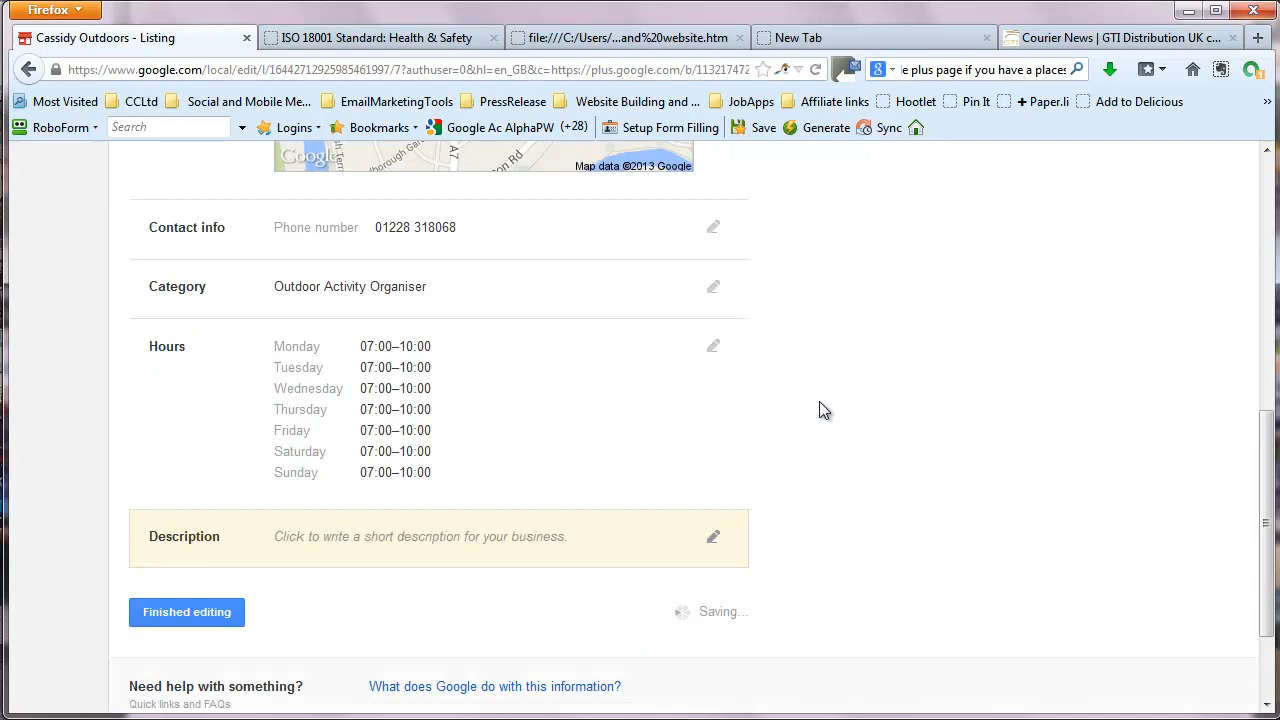 Firefox
Cassidy Outdoors - Listing
ISO 18001 Standard: Health & Safety
file:///C:/Users/...and%20website.htm
New Tab
Courier News | GTI Distribution UK c...
https://www.google.com/local/edit/l/16442712925985461997/7?authuser=0&hl=en_GB&c=https://plus.google.com/b/113217472
e plus page if you have a places
Most Visited
CCLtd
Social and Mobile Me...
EmailMarketingTools
PressRelease
Website Building and ...
JobApps
Affiliate links
Hootlet
Pin It
+ Paper.li
Add to Delicious
»
RoboForm
Search
Logins
Bookmarks
Google Ac AlphaPW
(+28)
Setup Form Filling
Save
Generate
Sync
Google
A7
on Rd
Map data ©2013 Google
Contact info
Phone number 01228 318068
Category
Outdoor Activity Organiser
Hours
Monday 07:00–10:00
Tuesday 07:00–10:00
Wednesday 07:00–10:00
Thursday 07:00–10:00
Friday 07:00–10:00
Saturday 07:00–10:00
Sunday 07:00–10:00
Description
Click to write a short description for your business.
Finished editing
Saving...
Need help with something?
What does Google do with this information?
Quick links and FAQs